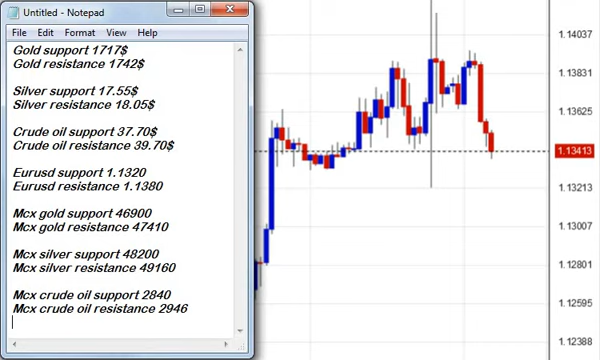 Untitled - Notepad
File Edit Format View Help
Gold support 1717$
Gold resistance 1742$
Silver support 17.55$
Silver resistance 18.05$
Crude oil support 37.70$
Crude oil resistance 39.70$
Eurusd support 1.1320
Eurusd resistance 1.1380
Mcx gold support 46900
Mcx gold resistance 47410
Mcx silver support 48200
Mcx silver resistance 49160
Mcx crude oil support 2840
Mcx crude oil resistance 2946
1.14037
1.13831
1.13625
1.13413
1.13213
1.13007
1.12801
1.12595
1.12388